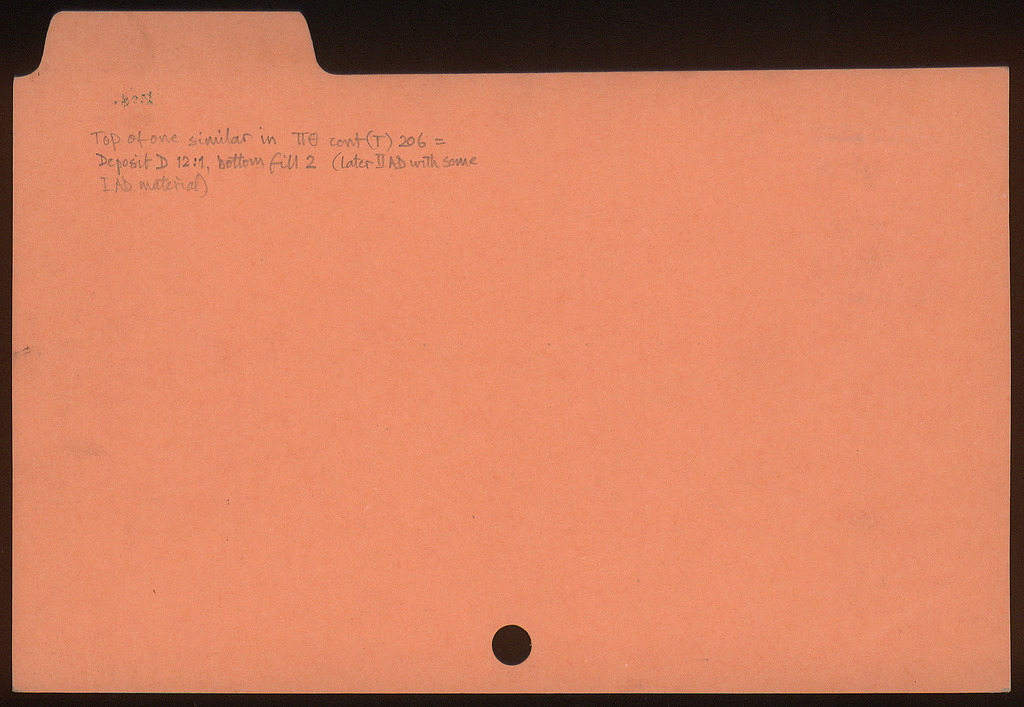 Top of one similar in ΠΘ cont (T) 206 =
Deposit D 12:1, bottom fill 2 (later II AD with some
I AD material)